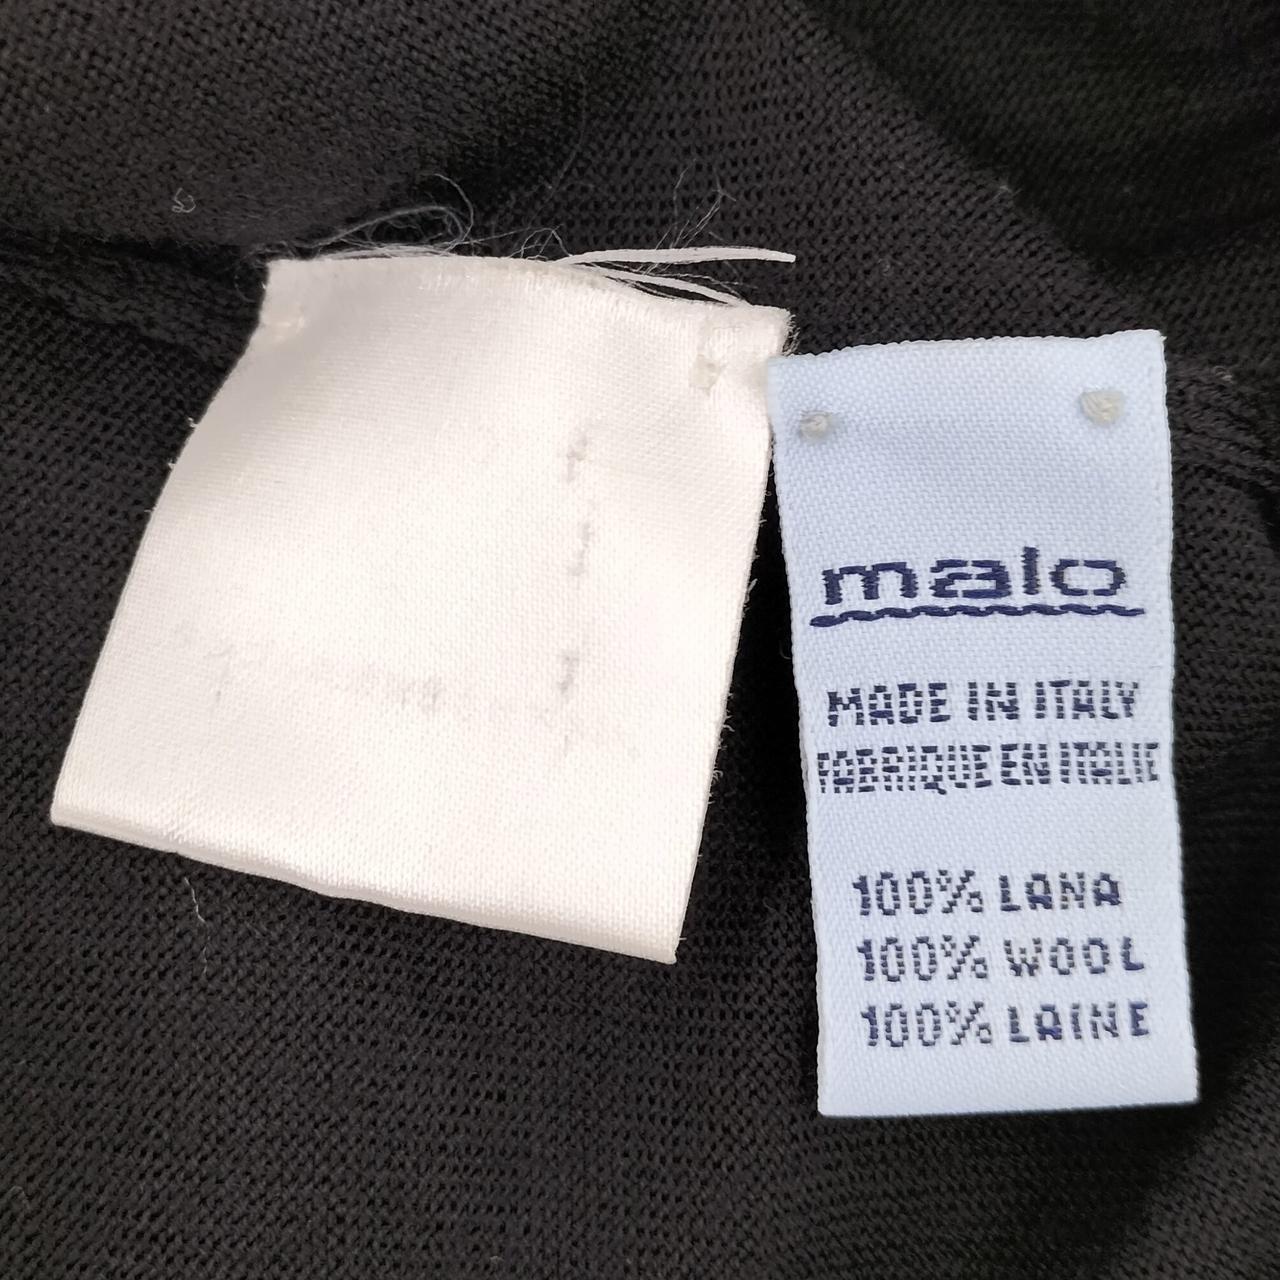 malo
MADE IN ITALY
FABRIQUE EN ITALIE
100% LANA
100% WOOL
100% LAINE